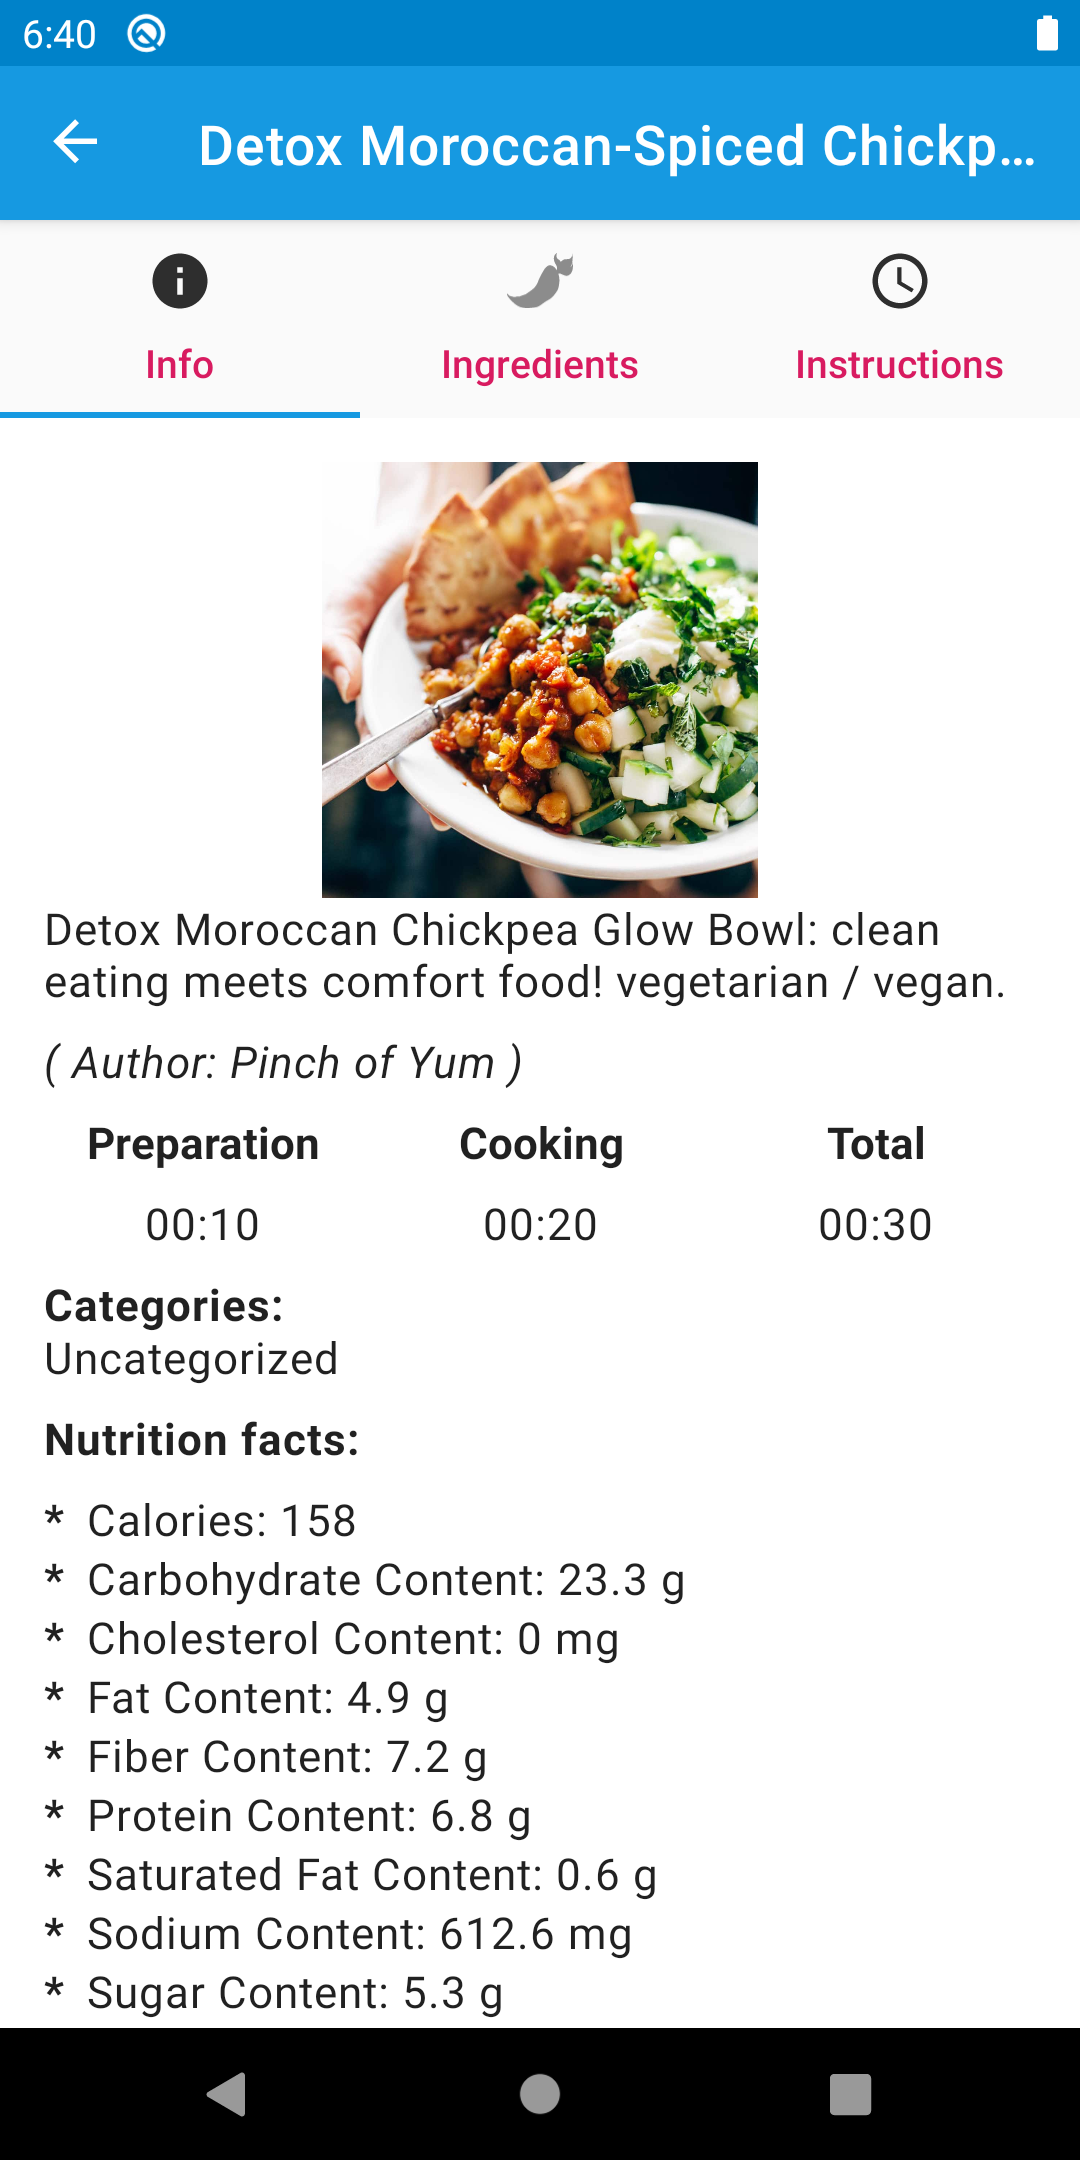 6:40
Detox Moroccan-Spiced Chickp...
Info
Ingredients
Instructions
Detox Moroccan Chickpea Glow Bowl: clean
eating meets comfort food! vegetarian / vegan.
( Author: Pinch of Yum )
Preparation Cooking Total
00:10 00:20 00:30
Categories:
Uncategorized
Nutrition facts:
* Calories: 158
* Carbohydrate Content: 23.3 g
* Cholesterol Content: 0 mg
* Fat Content: 4.9 g
* Fiber Content: 7.2 g
* Protein Content: 6.8 g
* Saturated Fat Content: 0.6 g
* Sodium Content: 612.6 mg
* Sugar Content: 5.3 g